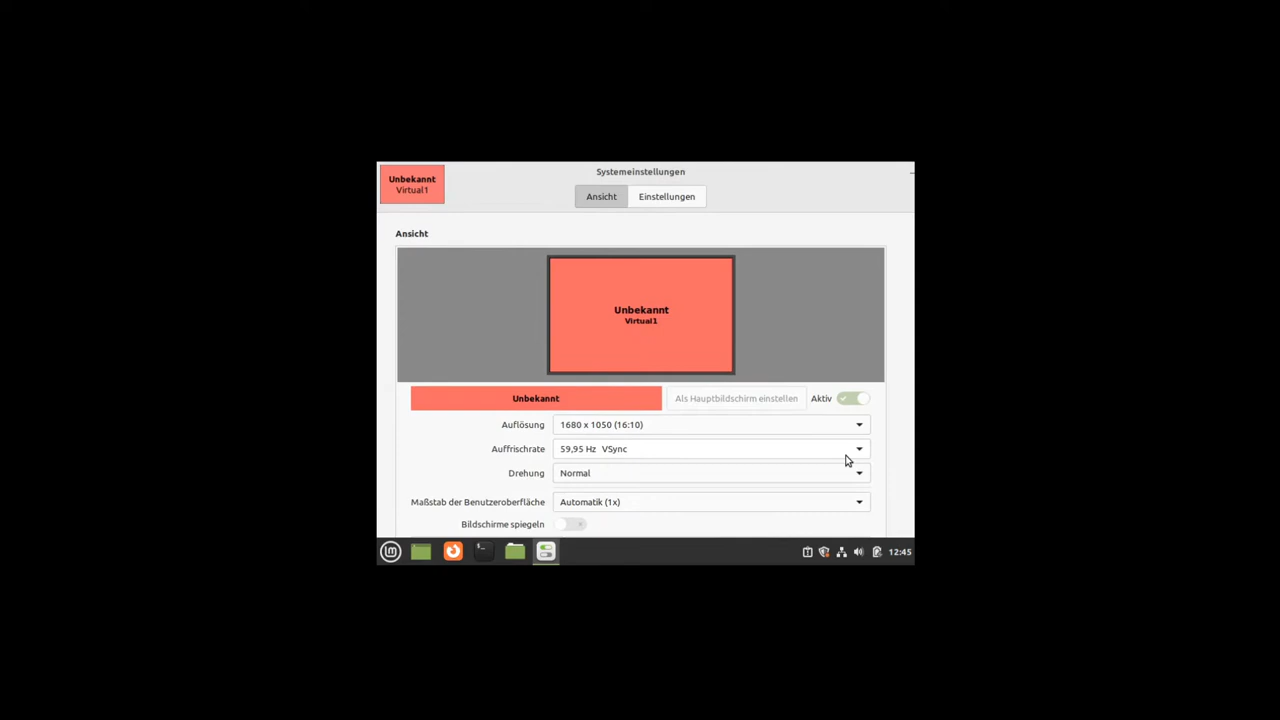 Unbekannt
Virtual1
Systemeinstellungen
Ansicht
Einstellungen
Ansicht
Unbekannt
Virtual1
Unbekannt
Als Hauptbildschirm einstellen
Aktiv
Auflösung
1680 x 1050 (16:10)
Auffrischrate
59,95 Hz VSync
Drehung
Normal
Maßstab der Benutzeroberfläche
Automatik (1x)
Bildschirme spiegeln
12:45